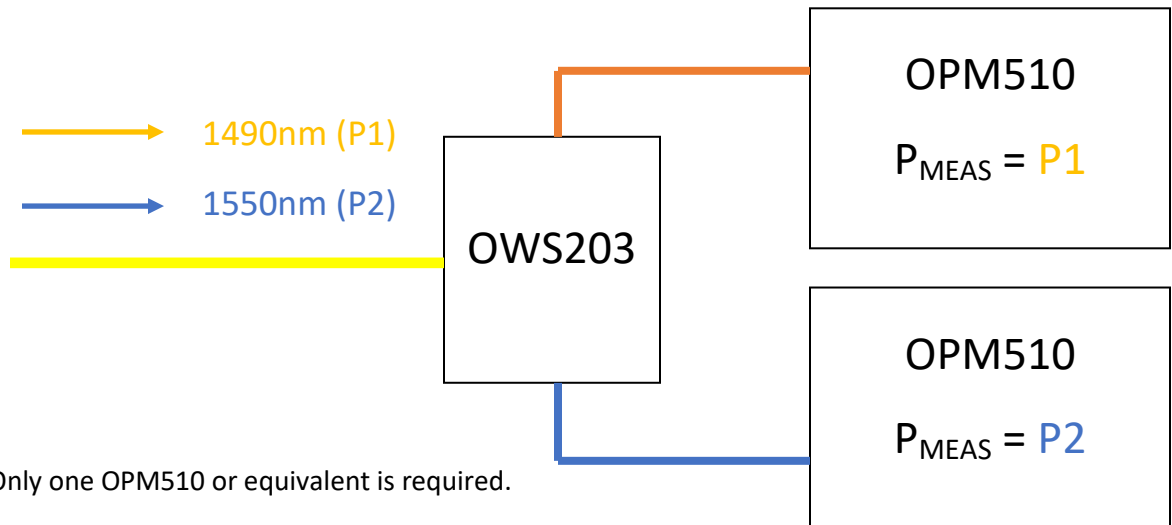 1490nm (P1)
1550nm (P2)
OWS203
OPM510
PMEAS = P1
OPM510
PMEAS = P2
Only one OPM510 or equivalent is required.